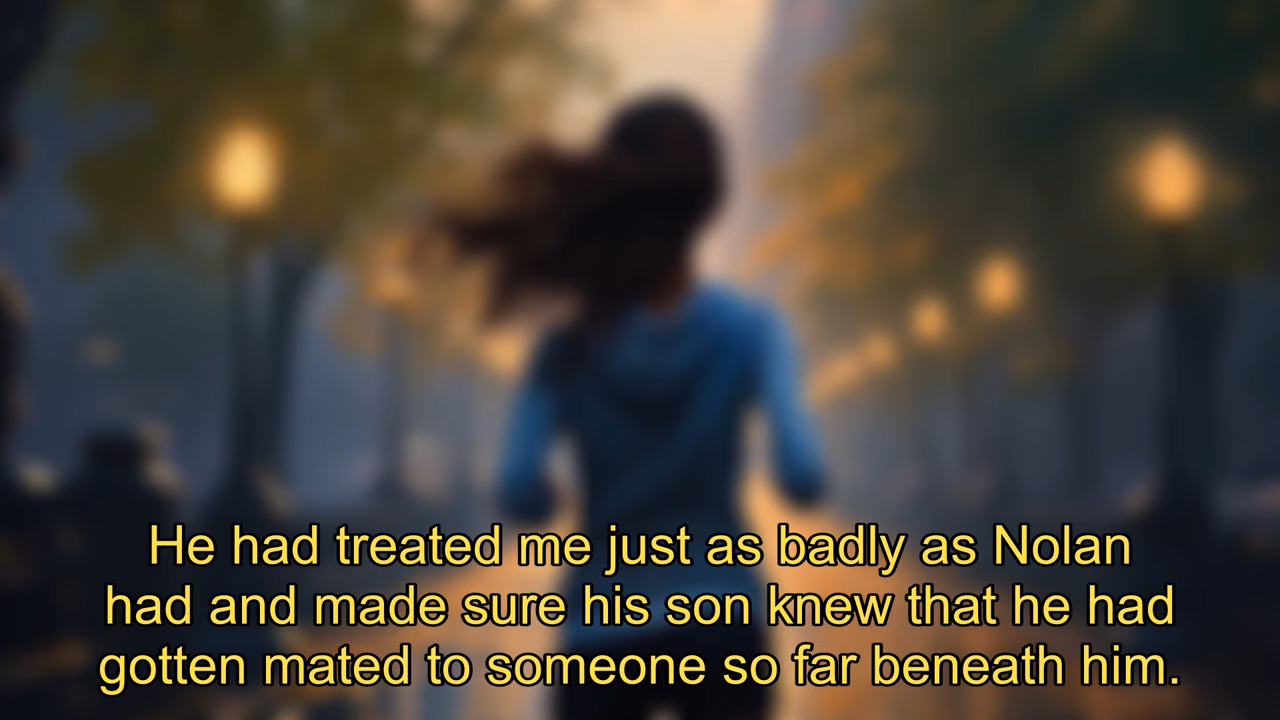 He had treated me just as badly as Nolan
had and made sure his son knew that he had
gotten mated to someone so far beneath him.